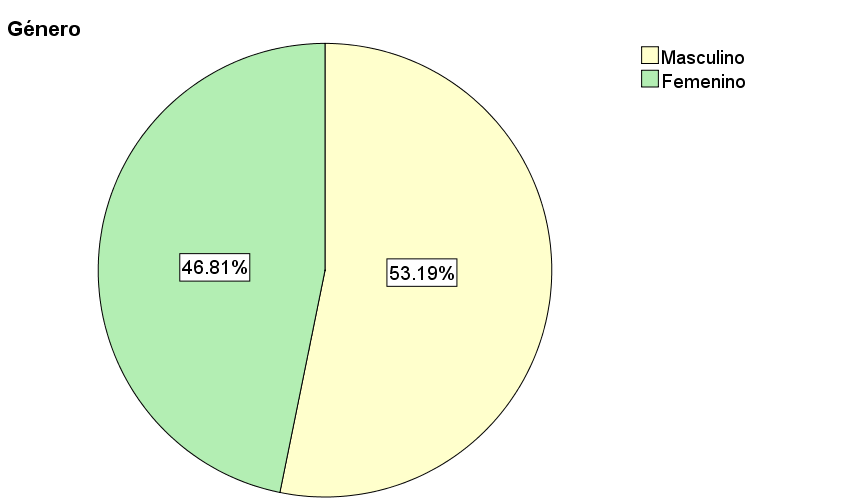 Género
Masculino
Femenino
46.81%
53.19%